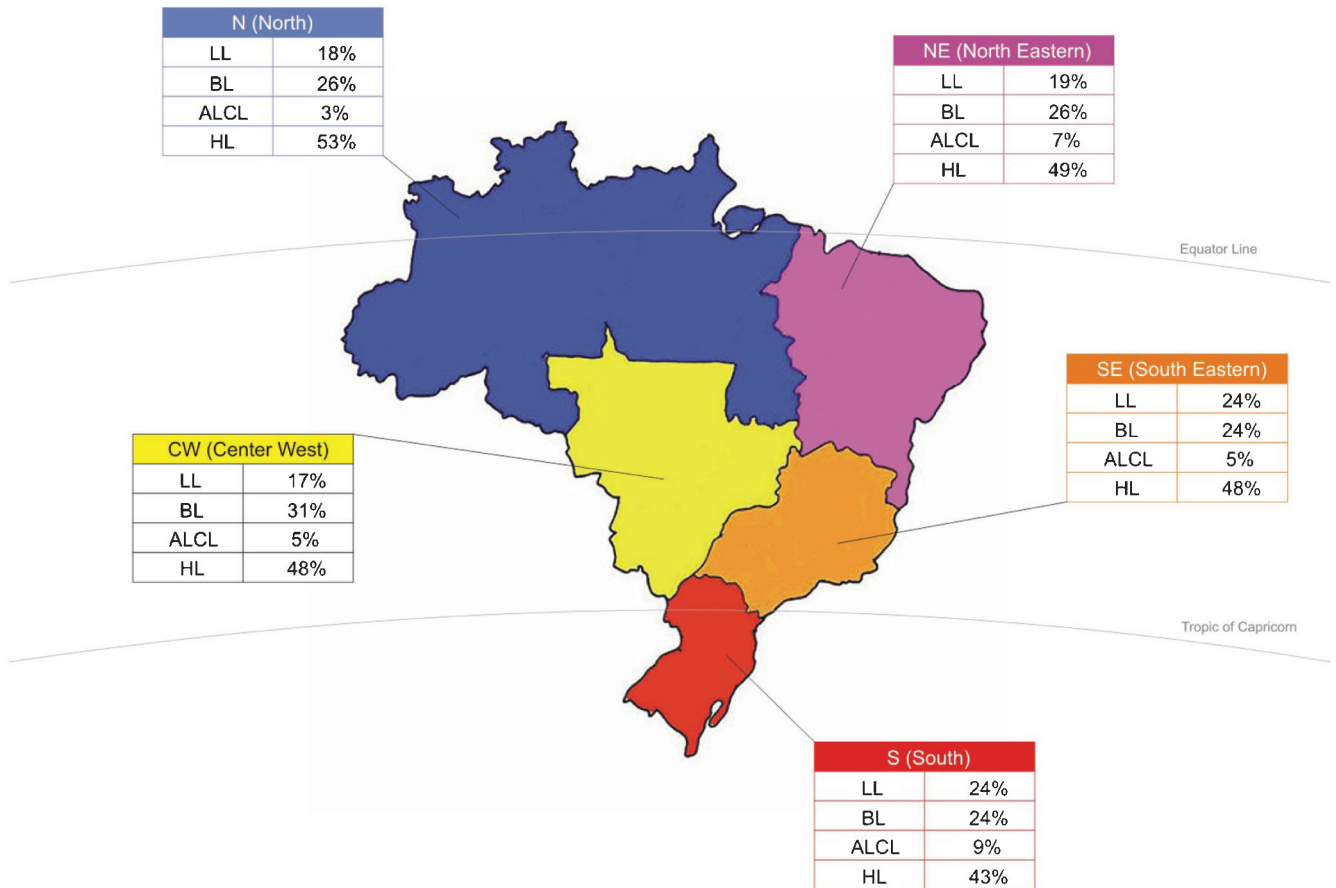 N (North)
LL 18%
BL 26%
ALCL 3%
HL 53%
NE (North Eastern)
LL 19%
BL 26%
ALCL 7%
HL 49%
Equator Line
SE (South Eastern)
LL 24%
BL 24%
ALCL 5%
HL 48%
CW (Center West)
LL 17%
BL 31%
ALCL 5%
HL 48%
Tropic of Capricorn
S (South)
LL 24%
BL 24%
ALCL 9%
HL 43%